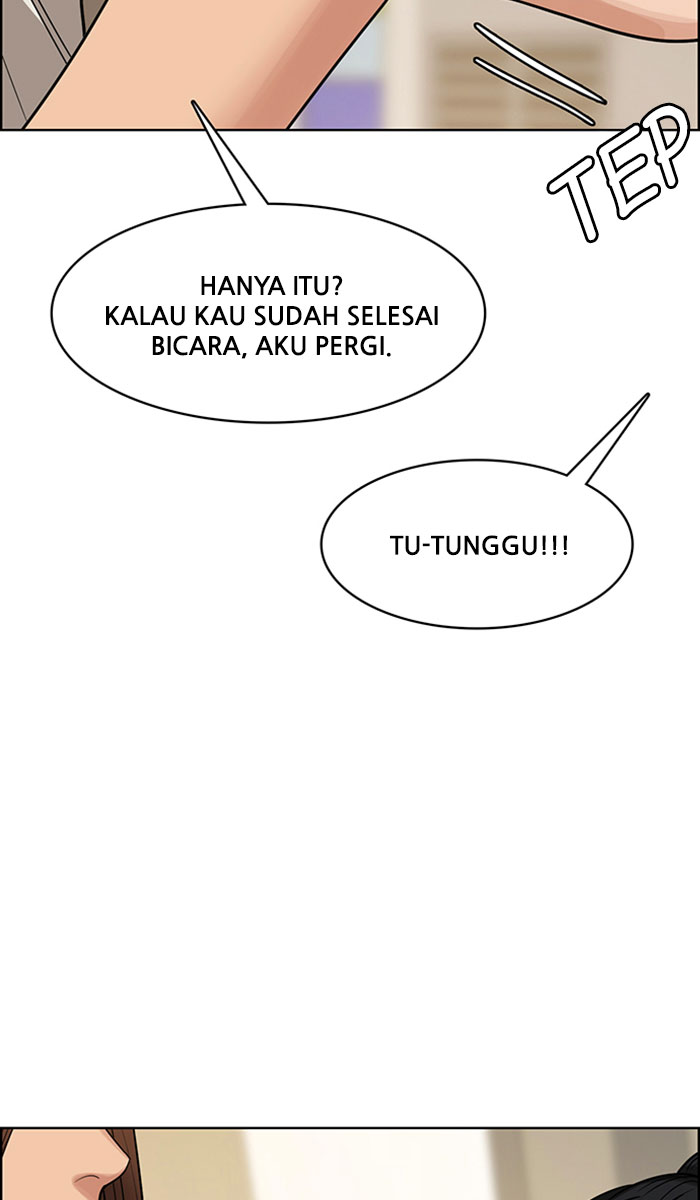 TEP
HANYA ITU?
KALAU KAU SUDAH SELESAI
BICARA, AKU PERGI.
TU-TUNGGU!!!